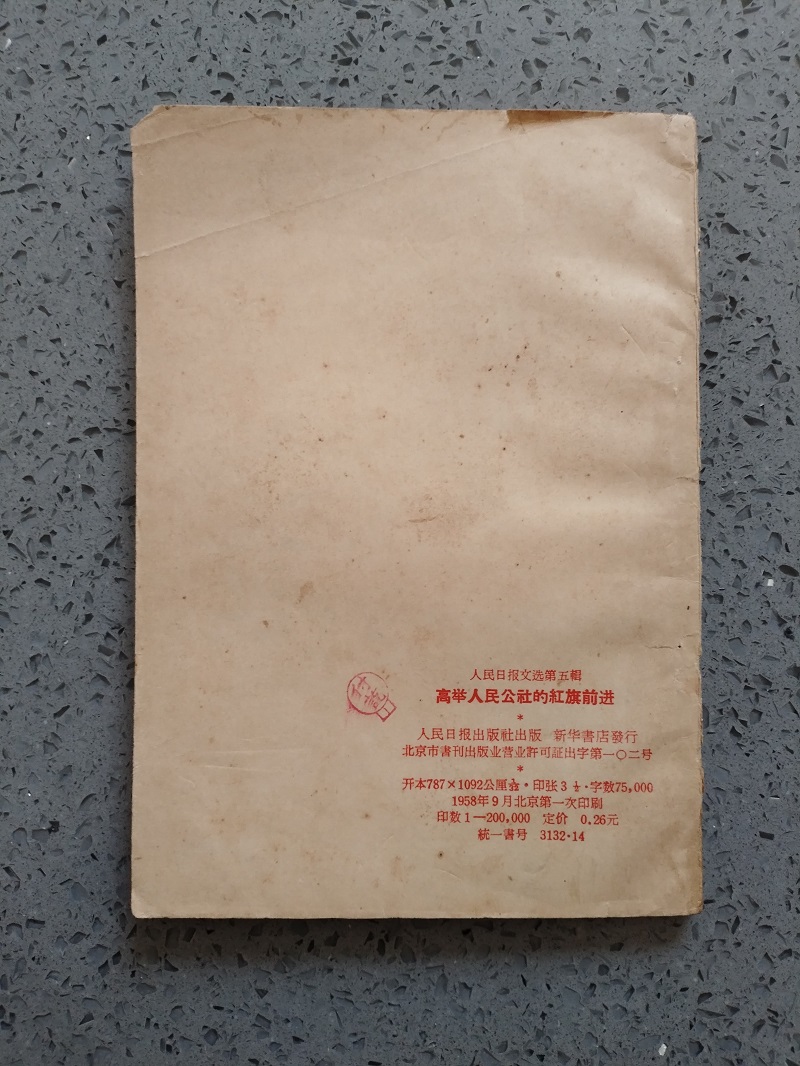 人民日报文选第五輯
高举人民公社的紅旗前进
*
人民日报出版社出版 新华書店發行
北京市書刊出版业营业許可証出字第一〇二号
*
开本787×1092公厘 1/32·印张3 1/2·字数75,000
1958年9月北京第一次印刷
印数1—200,000 定价 0.26元
統一書号 3132·14